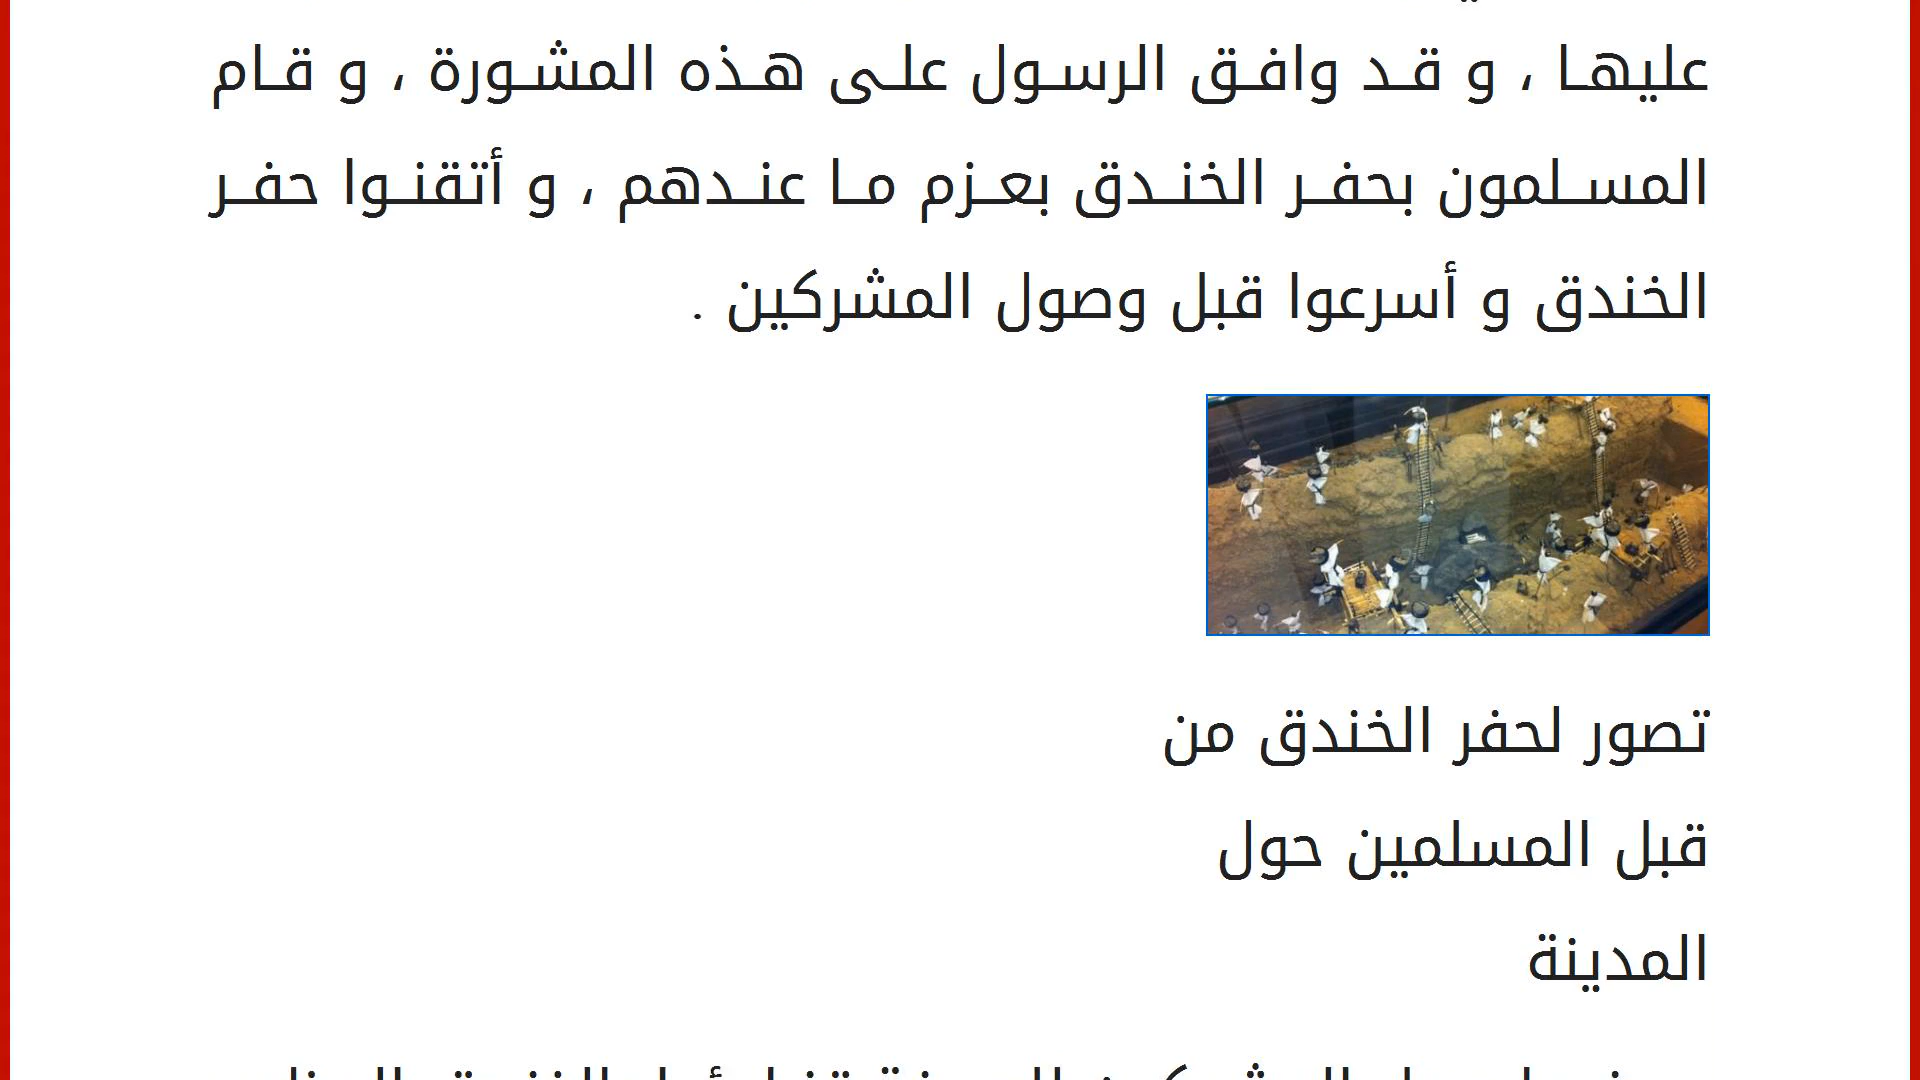 عليها ، و قد وافق الرسول على هذه المشورة ، و قام
المسلمون بحفر الخندق بعزم ما عندهم ، و أتقنوا حفر
الخندق و أسرعوا قبل وصول المشركين .
تصور لحفر الخندق من
قبل المسلمين حول
المدينة